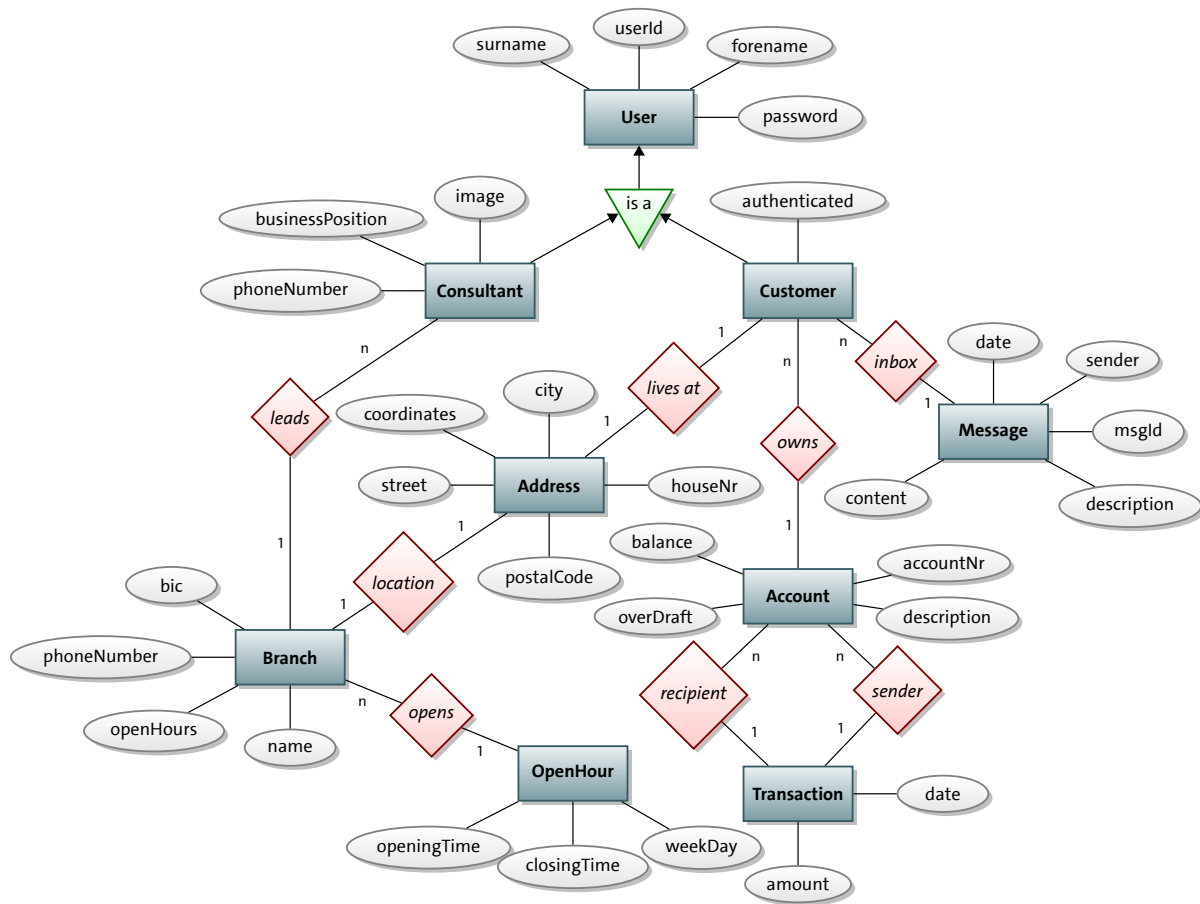 userId
surname
forename
User
password
is a
image
authenticated
businessPosition
phoneNumber
Consultant
Customer
1
n
n
n
date
sender
inbox
lives at
city
1
coordinates
leads
1
Message
msgId
owns
street
Address
houseNr
content
description
1
1
1
balance
accountNr
postalCode
location
bic
Account
1
overDraft
description
phoneNumber
Branch
n
n
recipient
sender
n
opens
openHours
name
1
1
1
OpenHour
Transaction
date
openingTime
closingTime
weekDay
amount